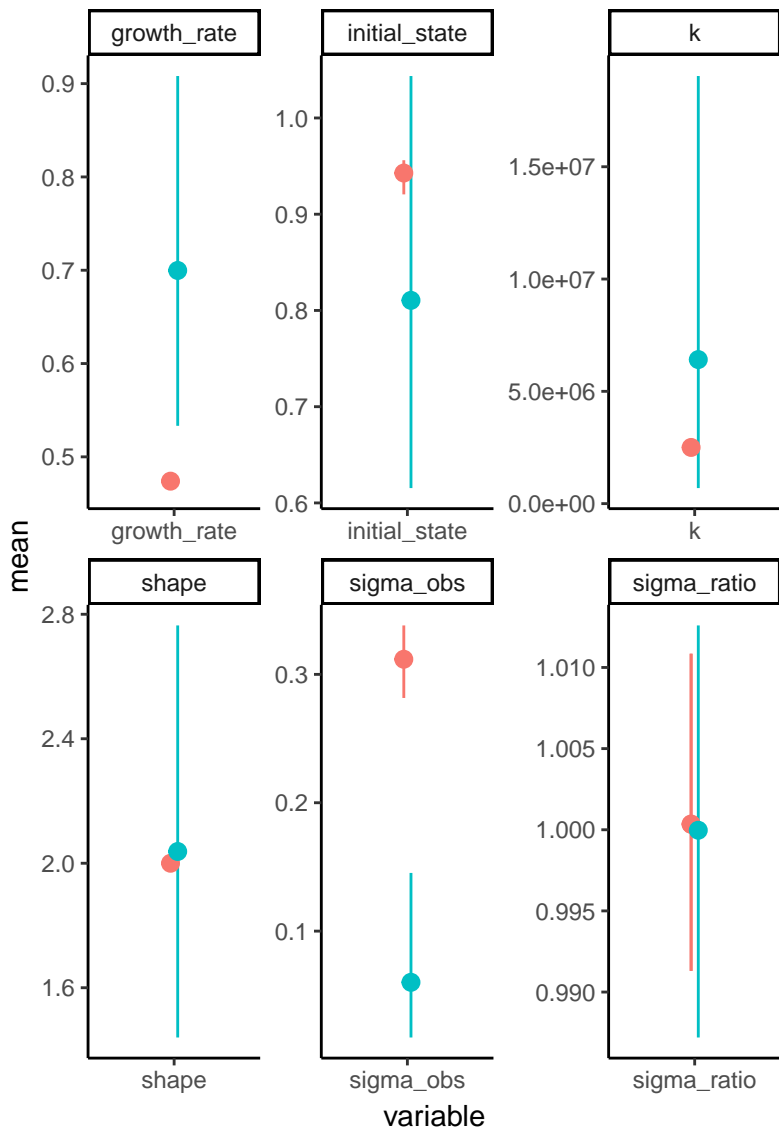 growth_rate
initial_state
k
0.9
0.8
0.7
0.6
0.5
1.0
0.9
0.8
0.7
0.6
1.5e+07
1.0e+07
5.0e+06
0.0e+00
growth_rate
initial_state
k
mean
shape
sigma_obs
sigma_ratio
2.8
2.4
2.0
1.6
0.3
0.2
0.1
1.010
1.005
1.000
0.995
0.990
shape
sigma_obs
sigma_ratio
variable